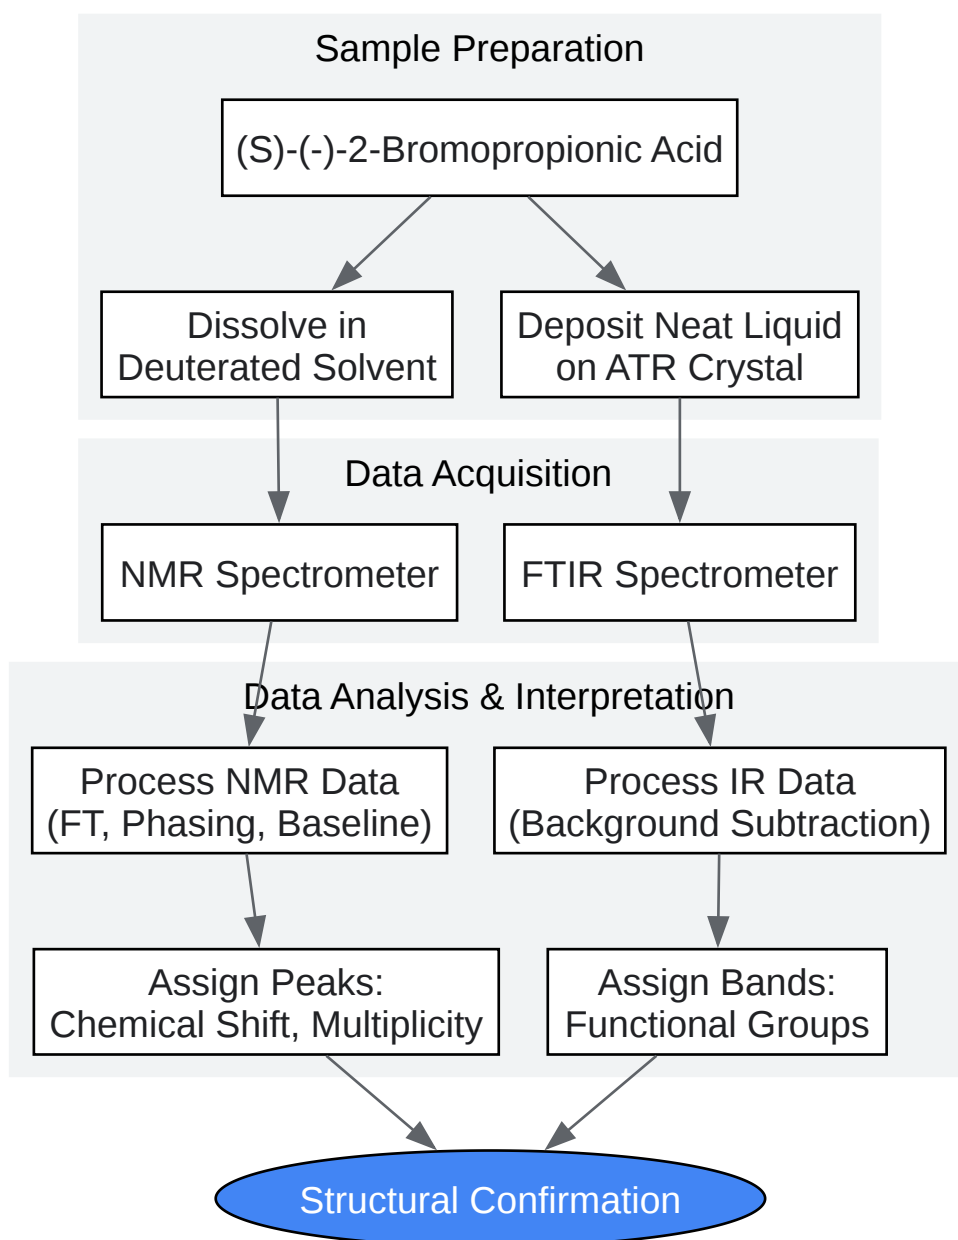 Sample Preparation
(S)-(-)-2-Bromopropionic Acid
Dissolve in
Deuterated Solvent
Deposit Neat Liquid
on ATR Crystal
Data Acquisition
NMR Spectrometer
FTIR Spectrometer
Data Analysis & Interpretation
Process NMR Data
(FT, Phasing, Baseline)
Process IR Data
(Background Subtraction)
Assign Peaks:
Chemical Shift, Multiplicity
Assign Bands:
Functional Groups
Structural Confirmation